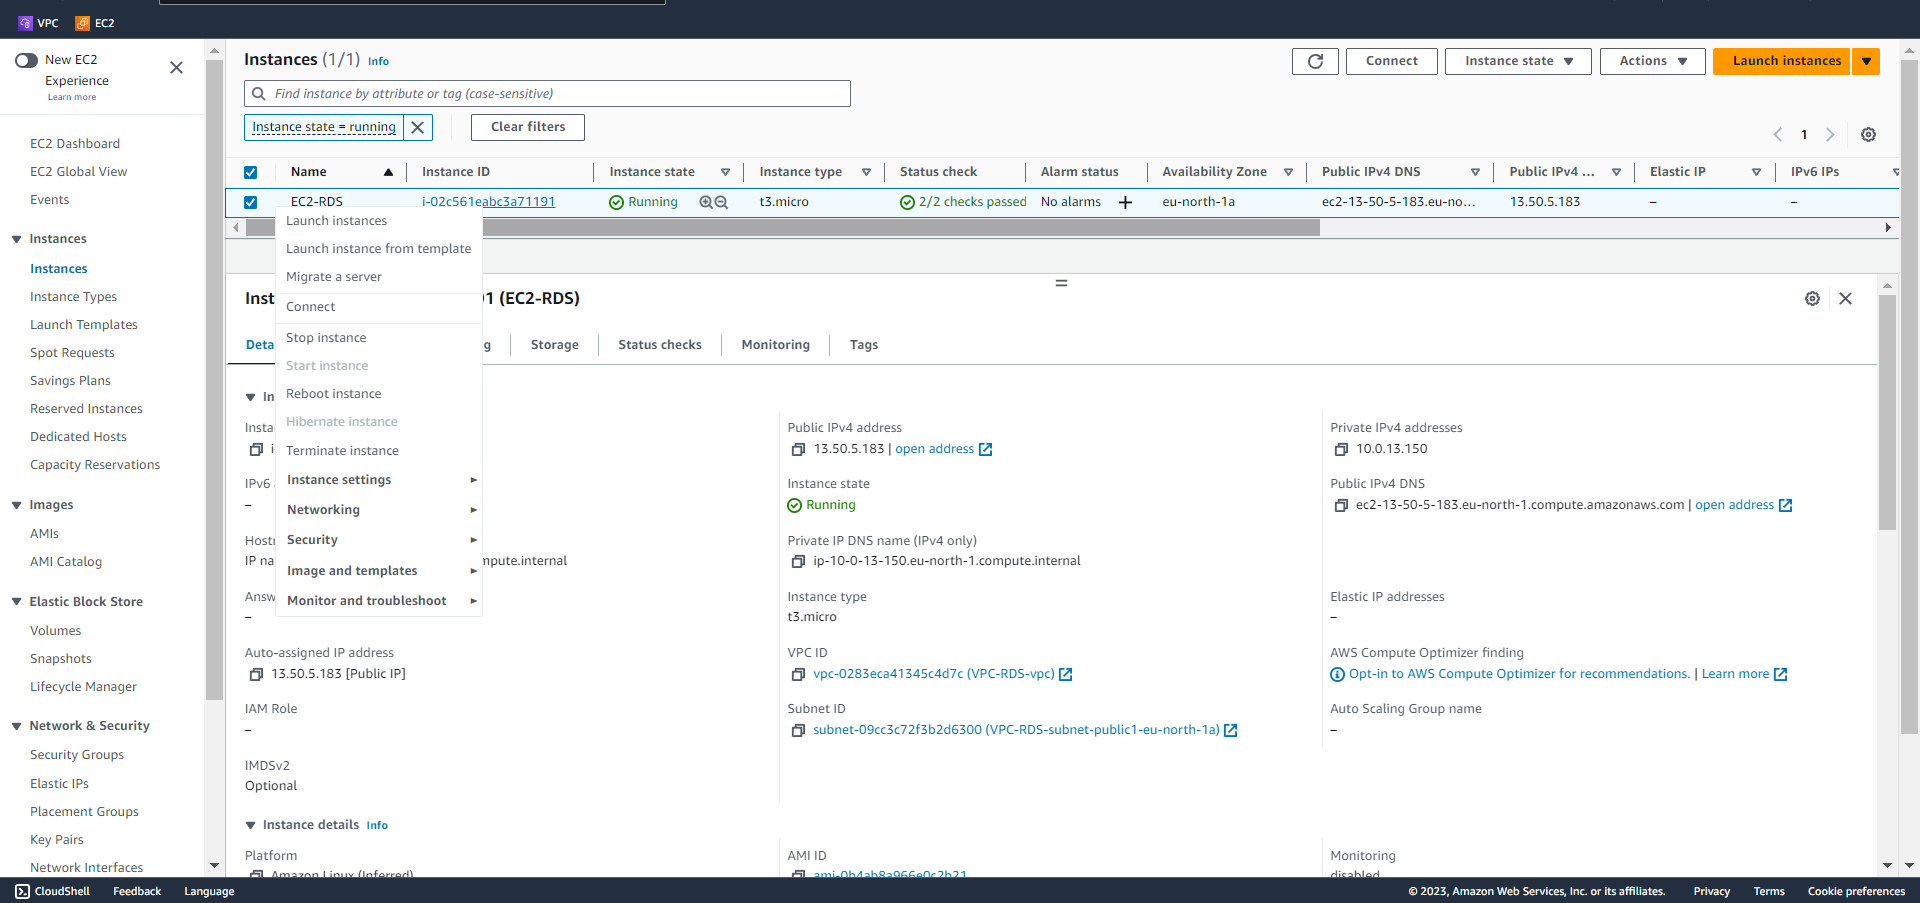 VPC EC2
New EC2
Experience
Learn more
EC2 Dashboard
EC2 Global View
Events
Instances
Instances
Instance Types
Launch Templates
Spot Requests
Savings Plans
Reserved Instances
Dedicated Hosts
Capacity Reservations
Images
AMIs
AMI Catalog
Elastic Block Store
Volumes
Snapshots
Lifecycle Manager
Network & Security
Security Groups
Elastic IPs
Placement Groups
Key Pairs
Network Interfaces
Instances (1/1) Info
Connect
Instance state
Actions
Launch instances
Find instance by attribute or tag (case-sensitive)
Instance state = running
Clear filters
1
Name Instance ID Instance state Instance type Status check Alarm status Availability Zone Public IPv4 DNS Public IPv4 ... Elastic IP IPv6 IPs
EC2-RDS i-02c561eabc3a71191 Running t3.micro 2/2 checks passed No alarms eu-north-1a ec2-13-50-5-183.eu-no... 13.50.5.183 – –
Launch instances
Launch instance from template
Migrate a server
Connect
Stop instance
Start instance
Reboot instance
Hibernate instance
Terminate instance
Instance settings
Networking
Security
Image and templates
Monitor and troubleshoot
(EC2-RDS)
Storage Status checks Monitoring Tags
Public IPv4 address
13.50.5.183 | open address
Private IPv4 addresses
10.0.13.150
IPv6
–
Instance state
Running
Public IPv4 DNS
ec2-13-50-5-183.eu-north-1.compute.amazonaws.com | open address
Private IP DNS name (IPv4 only)
ip-10-0-13-150.eu-north-1.compute.internal
–
Instance type
t3.micro
Elastic IP addresses
–
Auto-assigned IP address
13.50.5.183 [Public IP]
VPC ID
vpc-0283eca41345c4d7c (VPC-RDS-vpc)
AWS Compute Optimizer finding
Opt-in to AWS Compute Optimizer for recommendations. | Learn more
IAM Role
–
Subnet ID
subnet-09cc3c72f3b2d6300 (VPC-RDS-subnet-public1-eu-north-1a)
Auto Scaling Group name
–
IMDSv2
Optional
Instance details Info
Platform
Amazon Linux (Inferred)
AMI ID
ami-0b4ab8a966e0c2b21
Monitoring
disabled
CloudShell Feedback Language
© 2023, Amazon Web Services, Inc. or its affiliates. Privacy Terms Cookie preferences